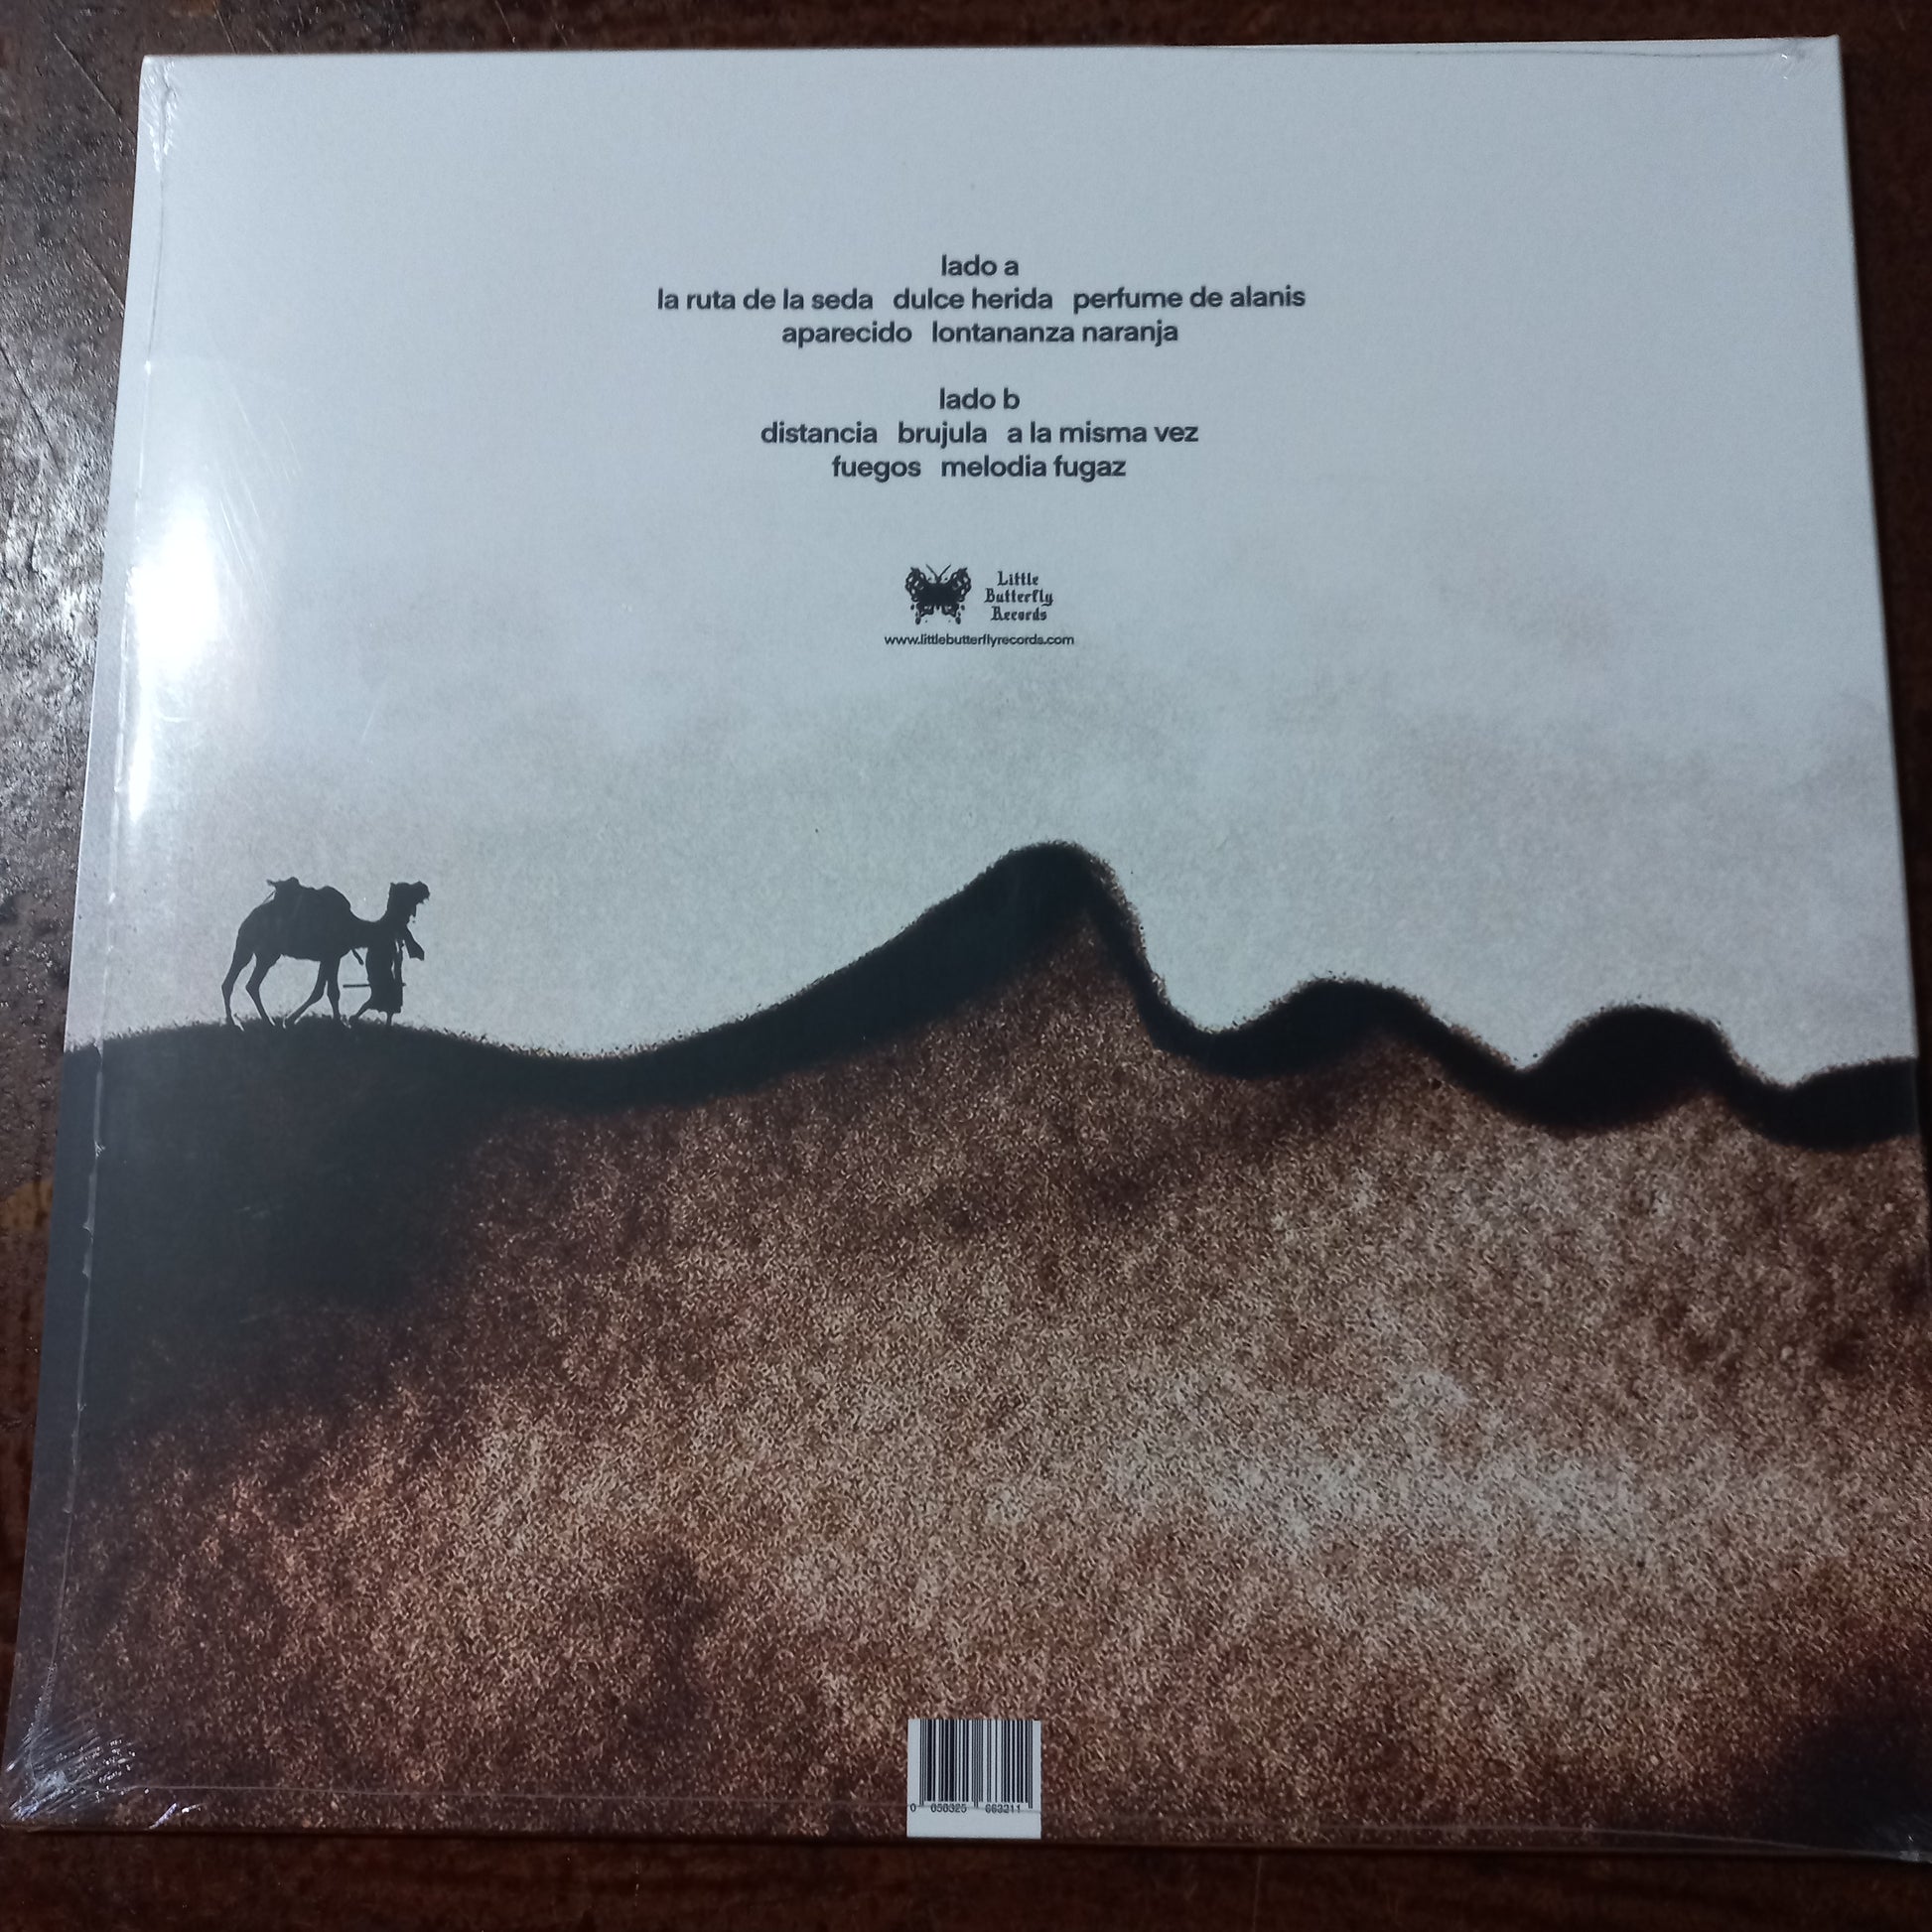 lado a
la ruta de la seda dulce herida perfume de alanis
aparecido lontananza naranja
lado b
distancia brujula a la misma vez
fuegos melodia fugaz
Little
Butterfly
Records
www.littlebutterflyrecords.com